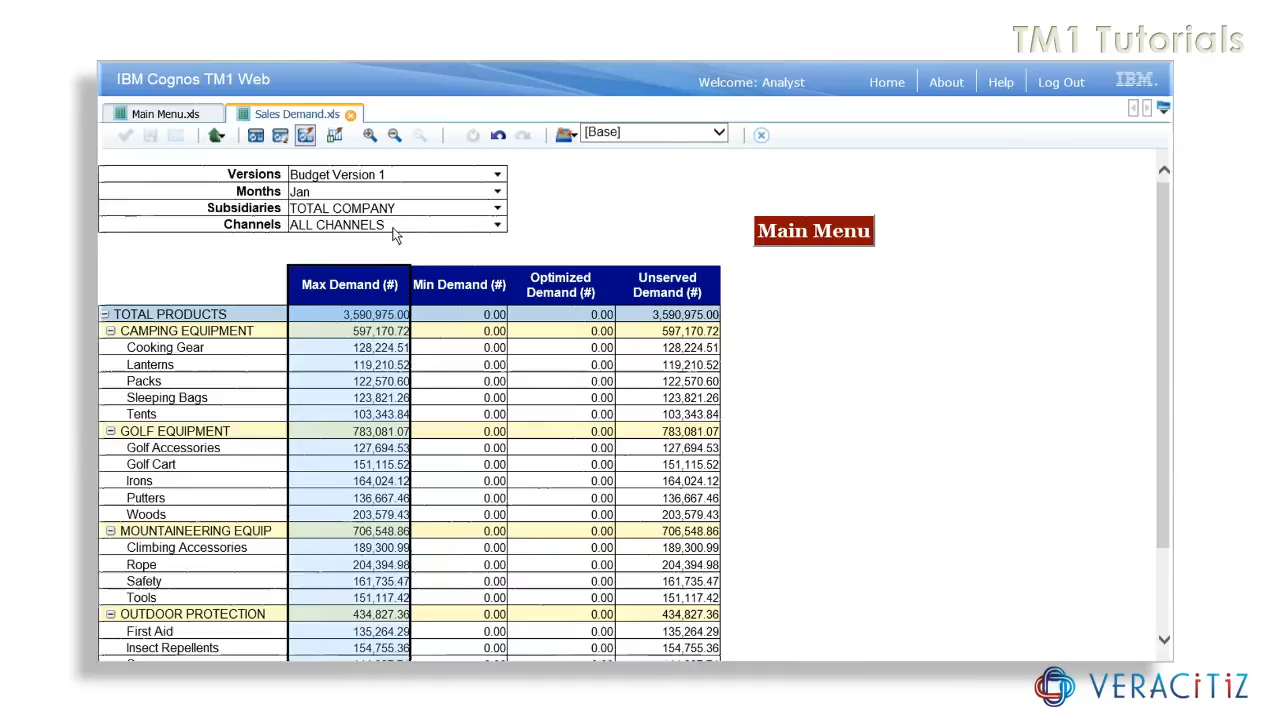 TM1 Tutorials
IBM Cognos TM1 Web
Welcome: Analyst Home About Help Log Out IBM.
Main Menu.xls Sales Demand.xls
[Base]
Versions Budget Version 1
Months Jan
Subsidiaries TOTAL COMPANY
Channels ALL CHANNELS
Main Menu
Max Demand (#) Min Demand (#) Optimized Demand (#) Unserved Demand (#)
TOTAL PRODUCTS 3,590,975.00 0.00 0.00 3,590,975.00
CAMPING EQUIPMENT 597,170.72 0.00 0.00 597,170.72
Cooking Gear 128,224.51 0.00 0.00 128,224.51
Lanterns 119,210.52 0.00 0.00 119,210.52
Packs 122,570.60 0.00 0.00 122,570.60
Sleeping Bags 123,821.26 0.00 0.00 123,821.26
Tents 103,343.84 0.00 0.00 103,343.84
GOLF EQUIPMENT 783,081.07 0.00 0.00 783,081.07
Golf Accessories 127,694.53 0.00 0.00 127,694.53
Golf Cart 151,115.52 0.00 0.00 151,115.52
Irons 164,024.12 0.00 0.00 164,024.12
Putters 136,667.46 0.00 0.00 136,667.46
Woods 203,579.43 0.00 0.00 203,579.43
MOUNTAINEERING EQUIP 706,548.86 0.00 0.00 706,548.86
Climbing Accessories 189,300.99 0.00 0.00 189,300.99
Rope 204,394.98 0.00 0.00 204,394.98
Safety 161,735.47 0.00 0.00 161,735.47
Tools 151,117.42 0.00 0.00 151,117.42
OUTDOOR PROTECTION 434,827.36 0.00 0.00 434,827.36
First Aid 135,264.29 0.00 0.00 135,264.29
Insect Repellents 154,755.36 0.00 0.00 154,755.36
VERACiTiZ